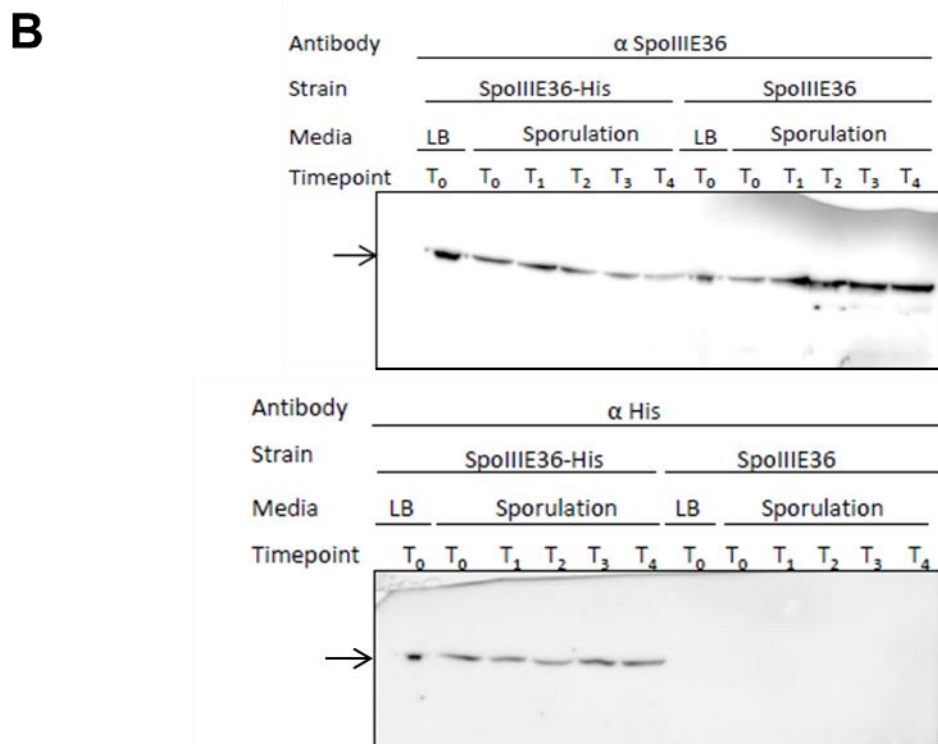 B
Antibody α SpoIIIE36
Strain SpoIIIE36-His SpoIIIE36
Media LB Sporulation LB Sporulation
Timepoint T₀ T₀ T₁ T₂ T₃ T₄ T₀ T₀ T₁ T₂ T₃ T₄
Antibody α His
Strain SpoIIIE36-His SpoIIIE36
Media LB Sporulation LB Sporulation
Timepoint T₀ T₀ T₁ T₂ T₃ T₄ T₀ T₀ T₁ T₂ T₃ T₄